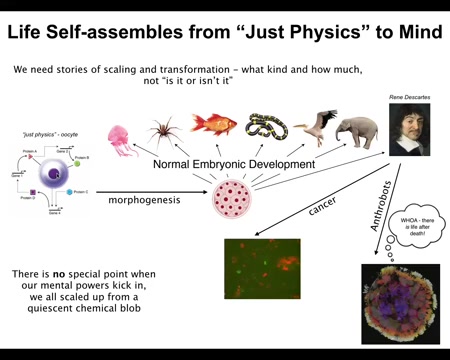 Life Self-assembles from “Just Physics” to Mind
We need stories of scaling and transformation – what kind and how much,
not “is it or isn’t it”
Rene Descartes
“just physics” - oocyte
Protein A
Gene 2
Protein B
Gene 1
Protein D
Protein C
Gene 4
Normal Embryonic Development
morphogenesis
cancer
Anthrobots
WHOA - there
is life after
death!
There is no special point when
our mental powers kick in,
we all scaled up from a
quiescent chemical blob